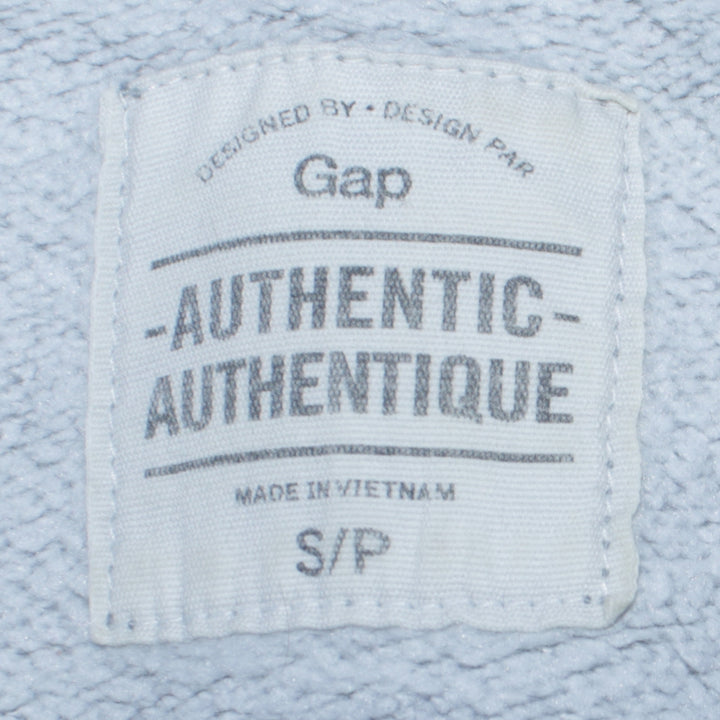 DESIGNED BY • DESIGN PAR
Gap
-AUTHENTIC-
AUTHENTIQUE
MADE IN VIETNAM
S/P